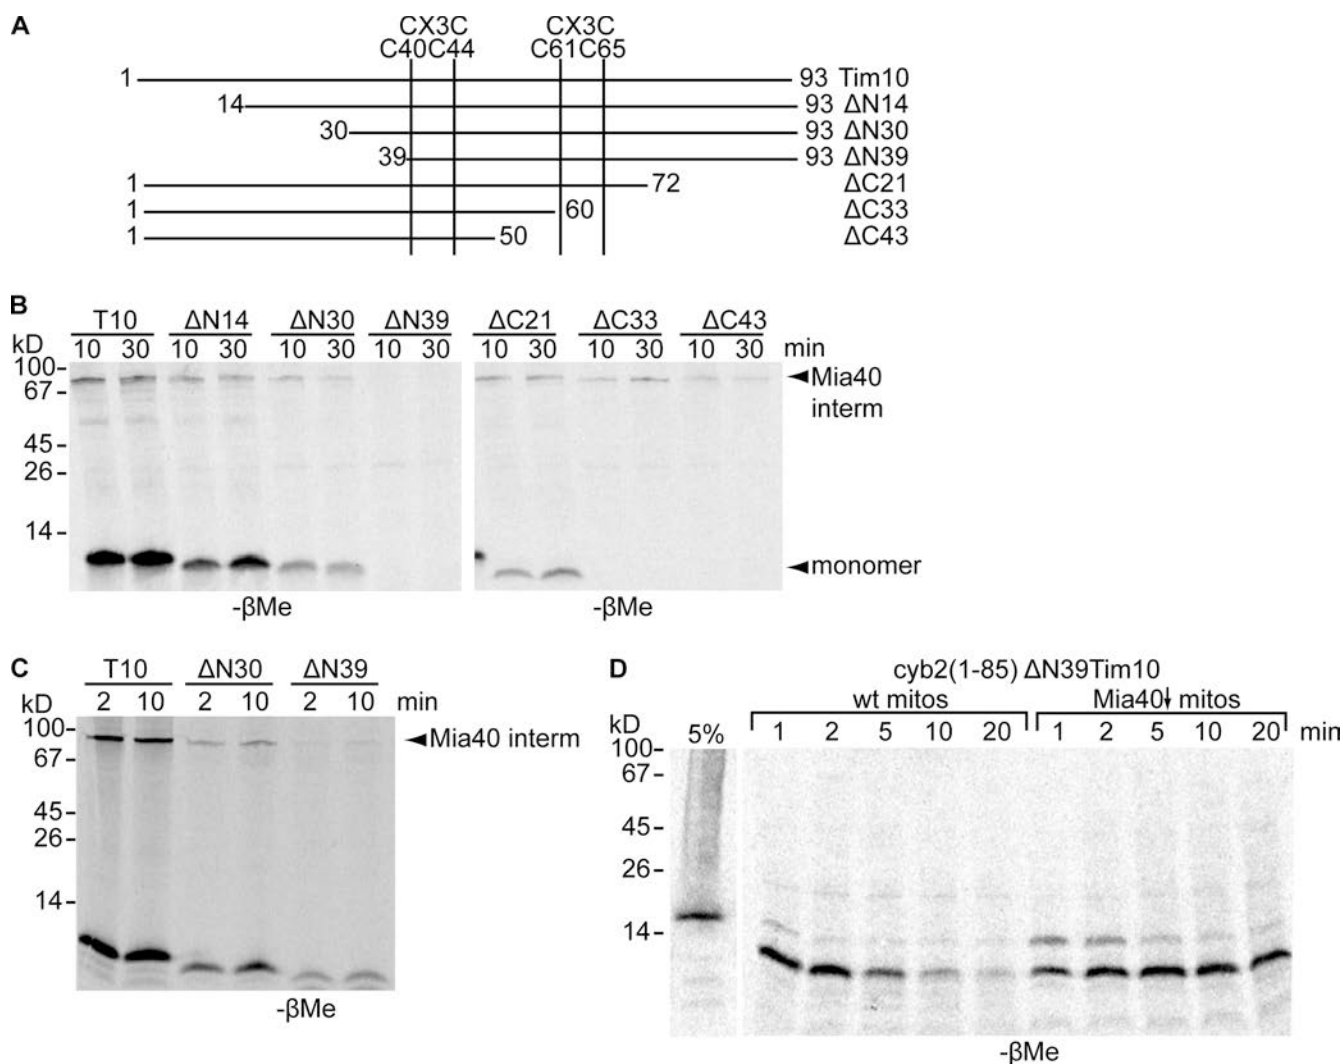 A
CX3C CX3C
C40C44 C61C65
1 93 Tim10
14 93 ΔN14
30 93 ΔN30
39 93 ΔN39
1 72 ΔC21
1 60 ΔC33
1 50 ΔC43
B
T10 ΔN14 ΔN30 ΔN39 ΔC21 ΔC33 ΔC43
kD 10 30 10 30 10 30 10 30 10 30 10 30 10 30 min
100-
67-
45-
26-
14-
Mia40
interm
monomer
-βMe -βMe
C
T10 ΔN30 ΔN39
kD 2 10 2 10 2 10 min
100-
67-
45-
26-
14-
Mia40 interm
-βMe
D
cyb2(1-85) ΔN39Tim10
wt mitos Mia40↓ mitos
kD 5% 1 2 5 10 20 1 2 5 10 20 min
100-
67-
45-
26-
14-
-βMe